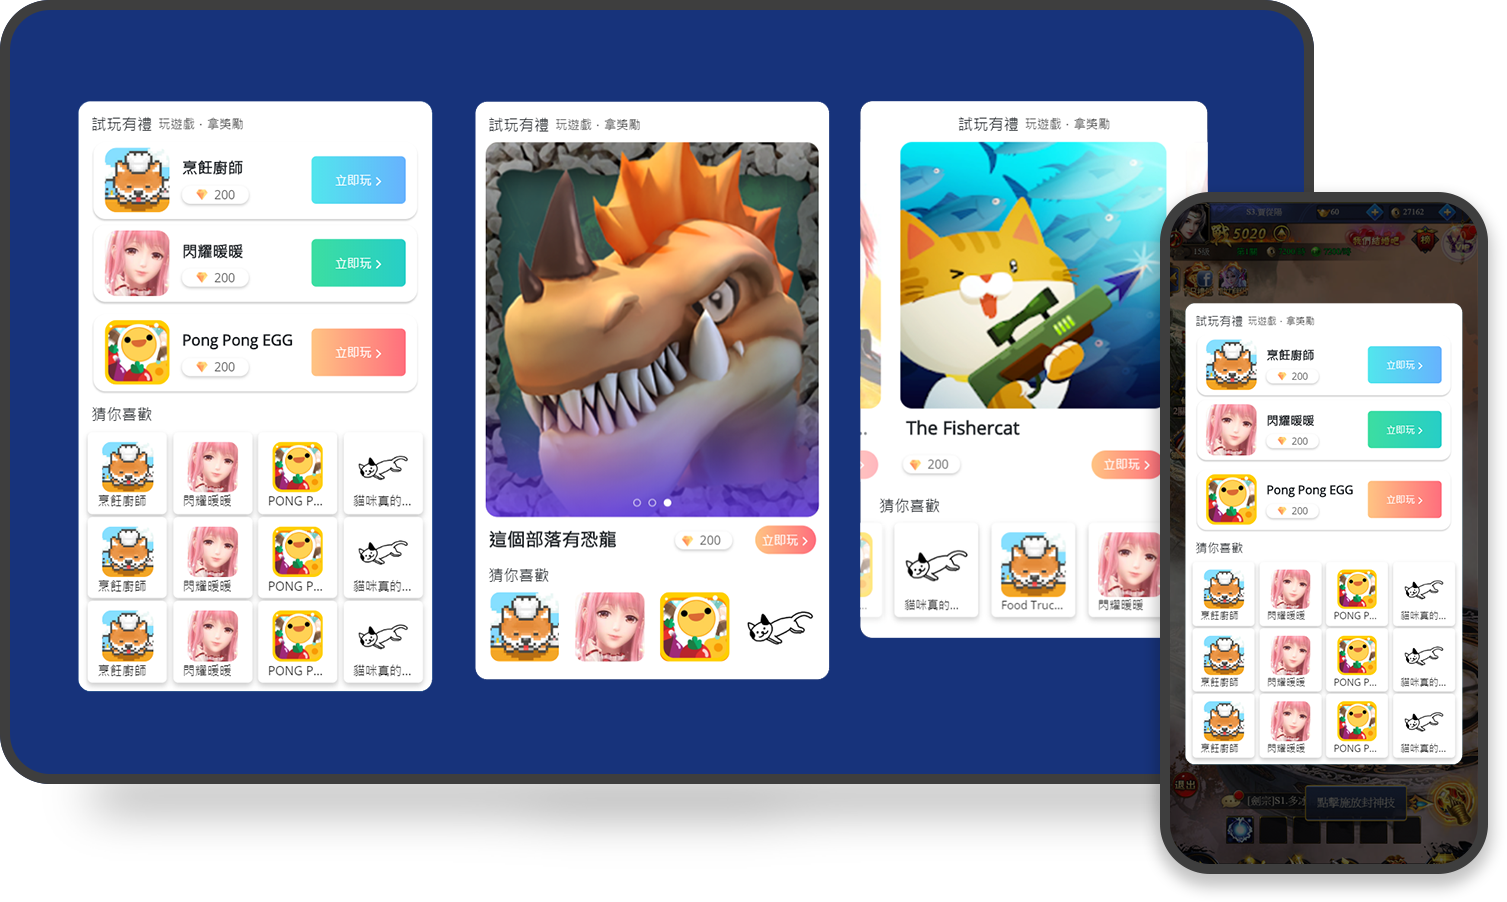 試玩有禮 玩遊戲·拿獎勵
烹飪廚師
200
立即玩 >
閃耀暖暖
200
立即玩 >
Pong Pong EGG
200
立即玩 >
猜你喜歡
烹飪廚師 閃耀暖暖 PONG P... 貓咪真的...
烹飪廚師 閃耀暖暖 PONG P... 貓咪真的...
烹飪廚師 閃耀暖暖 PONG P... 貓咪真的...
試玩有禮 玩遊戲·拿獎勵
這個部落有恐龍 200 立即玩 >
猜你喜歡
試玩有禮 玩遊戲·拿獎勵
The Fishercat
200 立即玩 >
猜你喜歡
貓咪真的... Food Truc... 閃耀暖暖
60 27162
5020
試玩有禮 玩遊戲·拿獎勵
烹飪廚師
200
立即玩 >
閃耀暖暖
200
立即玩 >
Pong Pong EGG
200
立即玩 >
猜你喜歡
烹飪廚師 閃耀暖暖 PONG P... 貓咪真的...
烹飪廚師 閃耀暖暖 PONG P... 貓咪真的...
烹飪廚師 閃耀暖暖 PONG P... 貓咪真的...
退出
點擊施放封神技